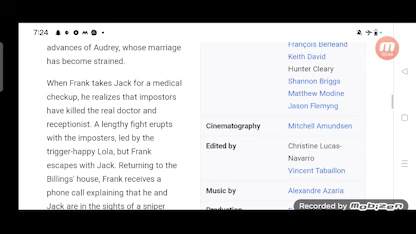 7:24
advances of Audrey, whose marriage
has become strained.
When Frank takes Jack for a medical
checkup, he realizes that impostors
have killed the real doctor and
receptionist. A lengthy fight erupts
with the imposters, led by the
trigger-happy Lola, but Frank
escapes with Jack. Returning to the
Billings' house, Frank receives a
phone call explaining that he and
Jack are in the sights of a sniper
François Berléand
Keith David
Hunter Clary
Shannon Briggs
Matthew Modine
Jason Flemyng
Cinematography Mitchell Amundsen
Edited by Christine Lucas-
Navarro
Vincent Tabaillon
Music by Alexandre Azaria
Production
Recorded by Mobizen